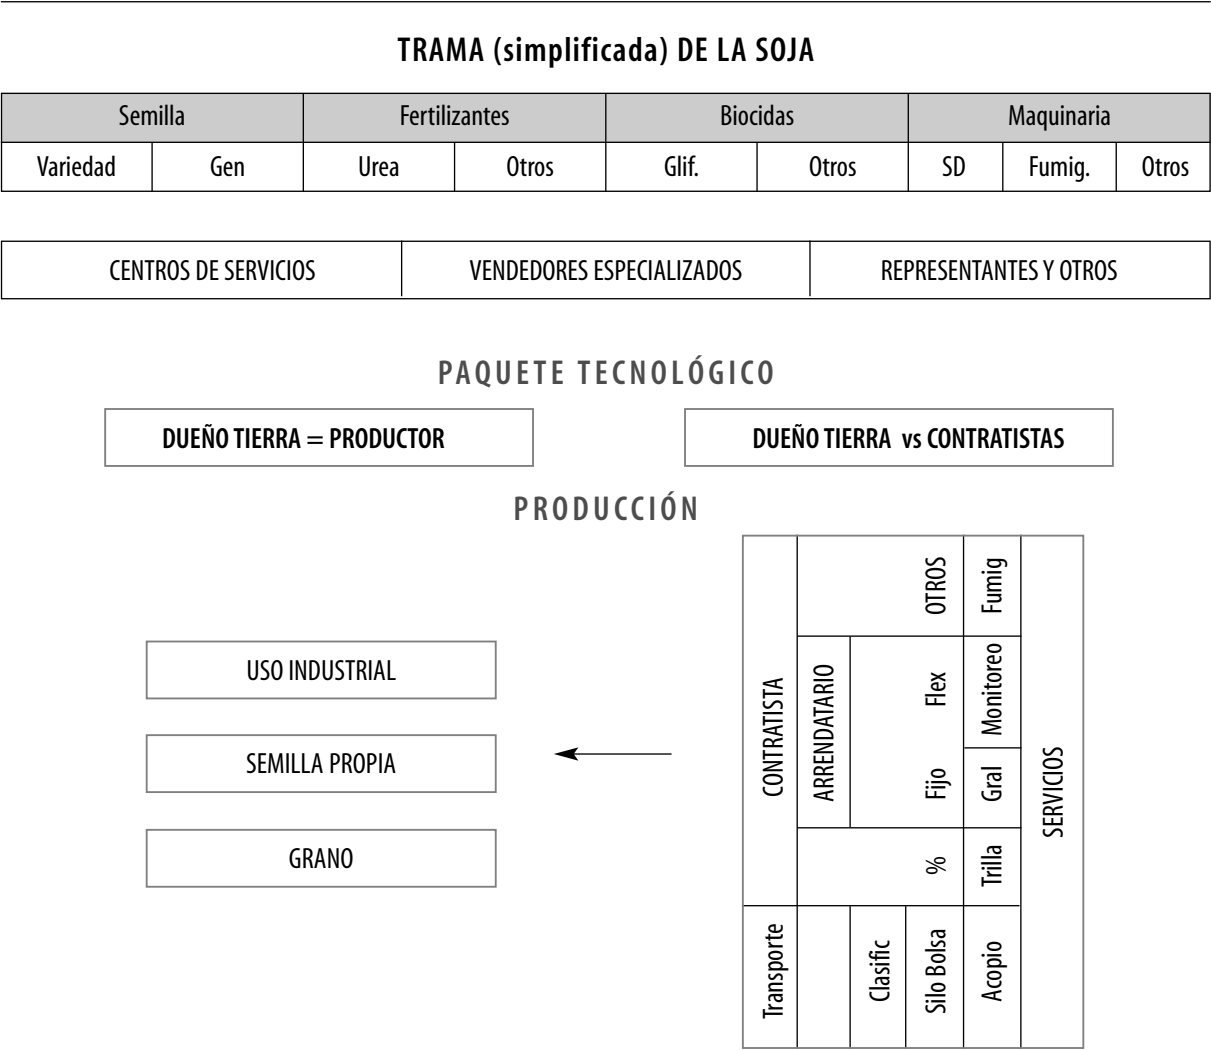 TRAMA (simplificada) DE LA SOJA
Semilla Fertilizantes Biocidas Maquinaria
Variedad Gen Urea Otros Glif. Otros SD Fumig. Otros
CENTROS DE SERVICIOS VENDEDORES ESPECIALIZADOS REPRESENTANTES Y OTROS
PAQUETE TECNOLÓGICO
DUEÑO TIERRA = PRODUCTOR DUEÑO TIERRA vs CONTRATISTAS
PRODUCCIÓN
USO INDUSTRIAL
SEMILLA PROPIA
GRANO
CONTRATISTA
Transporte
ARRENDATARIO
Clasific
OTROS
Flex
Fijo
%
Silo Bolsa
Fumig
Monitoreo
Gral
Trilla
Acopio
SERVICIOS